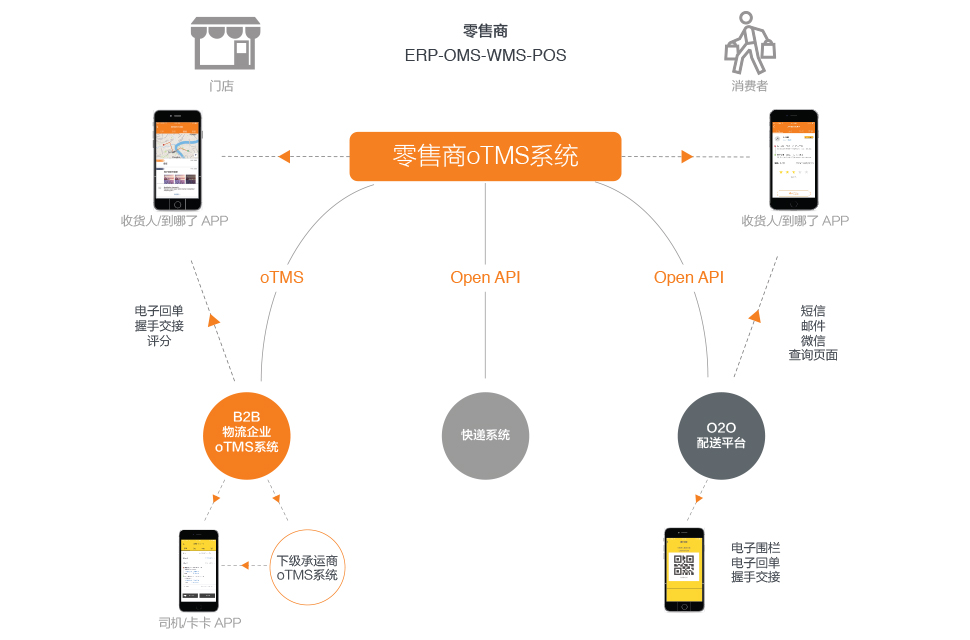 零售商
ERP-OMS-WMS-POS
门店
消费者
零售商oTMS系统
收货人/到哪了 APP
收货人/到哪了 APP
oTMS
Open API
Open API
电子回单
握手交接
评分
短信
邮件
微信
查询页面
B2B
物流企业
oTMS系统
快递系统
O2O
配送平台
下级承运商
oTMS系统
电子围栏
电子回单
握手交接
司机/卡卡 APP